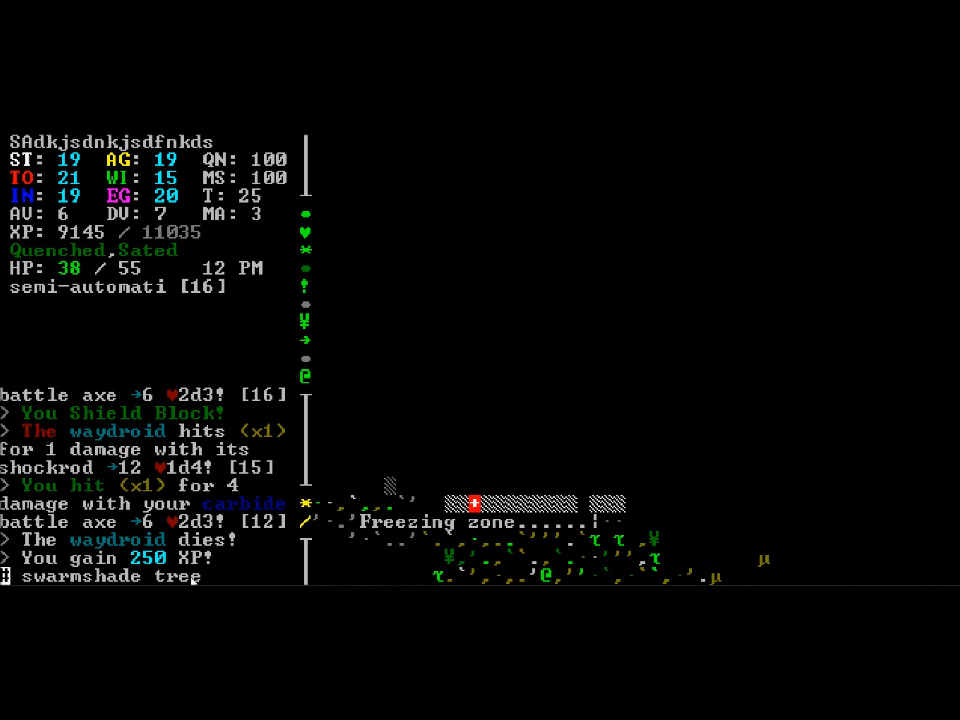 SAdkjsdnkjsdfnkds
ST: 19 AG: 19 QN: 100
TO: 21 WI: 15 MS: 100
IN: 19 EG: 20 T: 25
AV: 6 DV: 7 MA: 3
XP: 9145 / 11035
Quenched,Sated
HP: 38 / 55 12 PM
semi-automati [16]
battle axe →6 ♥2d3! [16]
> You Shield Block!
> The waydroid hits (x1)
for 1 damage with its
shockrod →12 ♥1d4! [15]
> You hit (x1) for 4
damage with your carbide
battle axe →6 ♥2d3! [12]
> The waydroid dies!
> You gain 250 XP!
H swarmshade tree
Freezing zone......